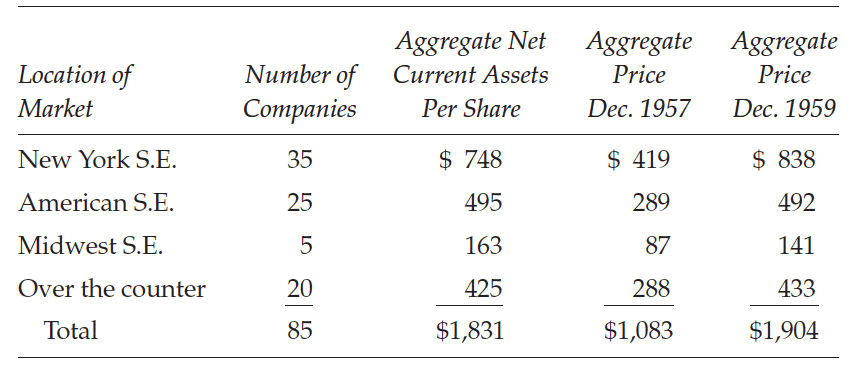 Aggregate Net Aggregate Aggregate
Location of Number of Current Assets Price Price
Market Companies Per Share Dec. 1957 Dec. 1959
New York S.E. 35 $ 748 $ 419 $ 838
American S.E. 25 495 289 492
Midwest S.E. 5 163 87 141
Over the counter 20 425 288 433
Total 85 $1,831 $1,083 $1,904